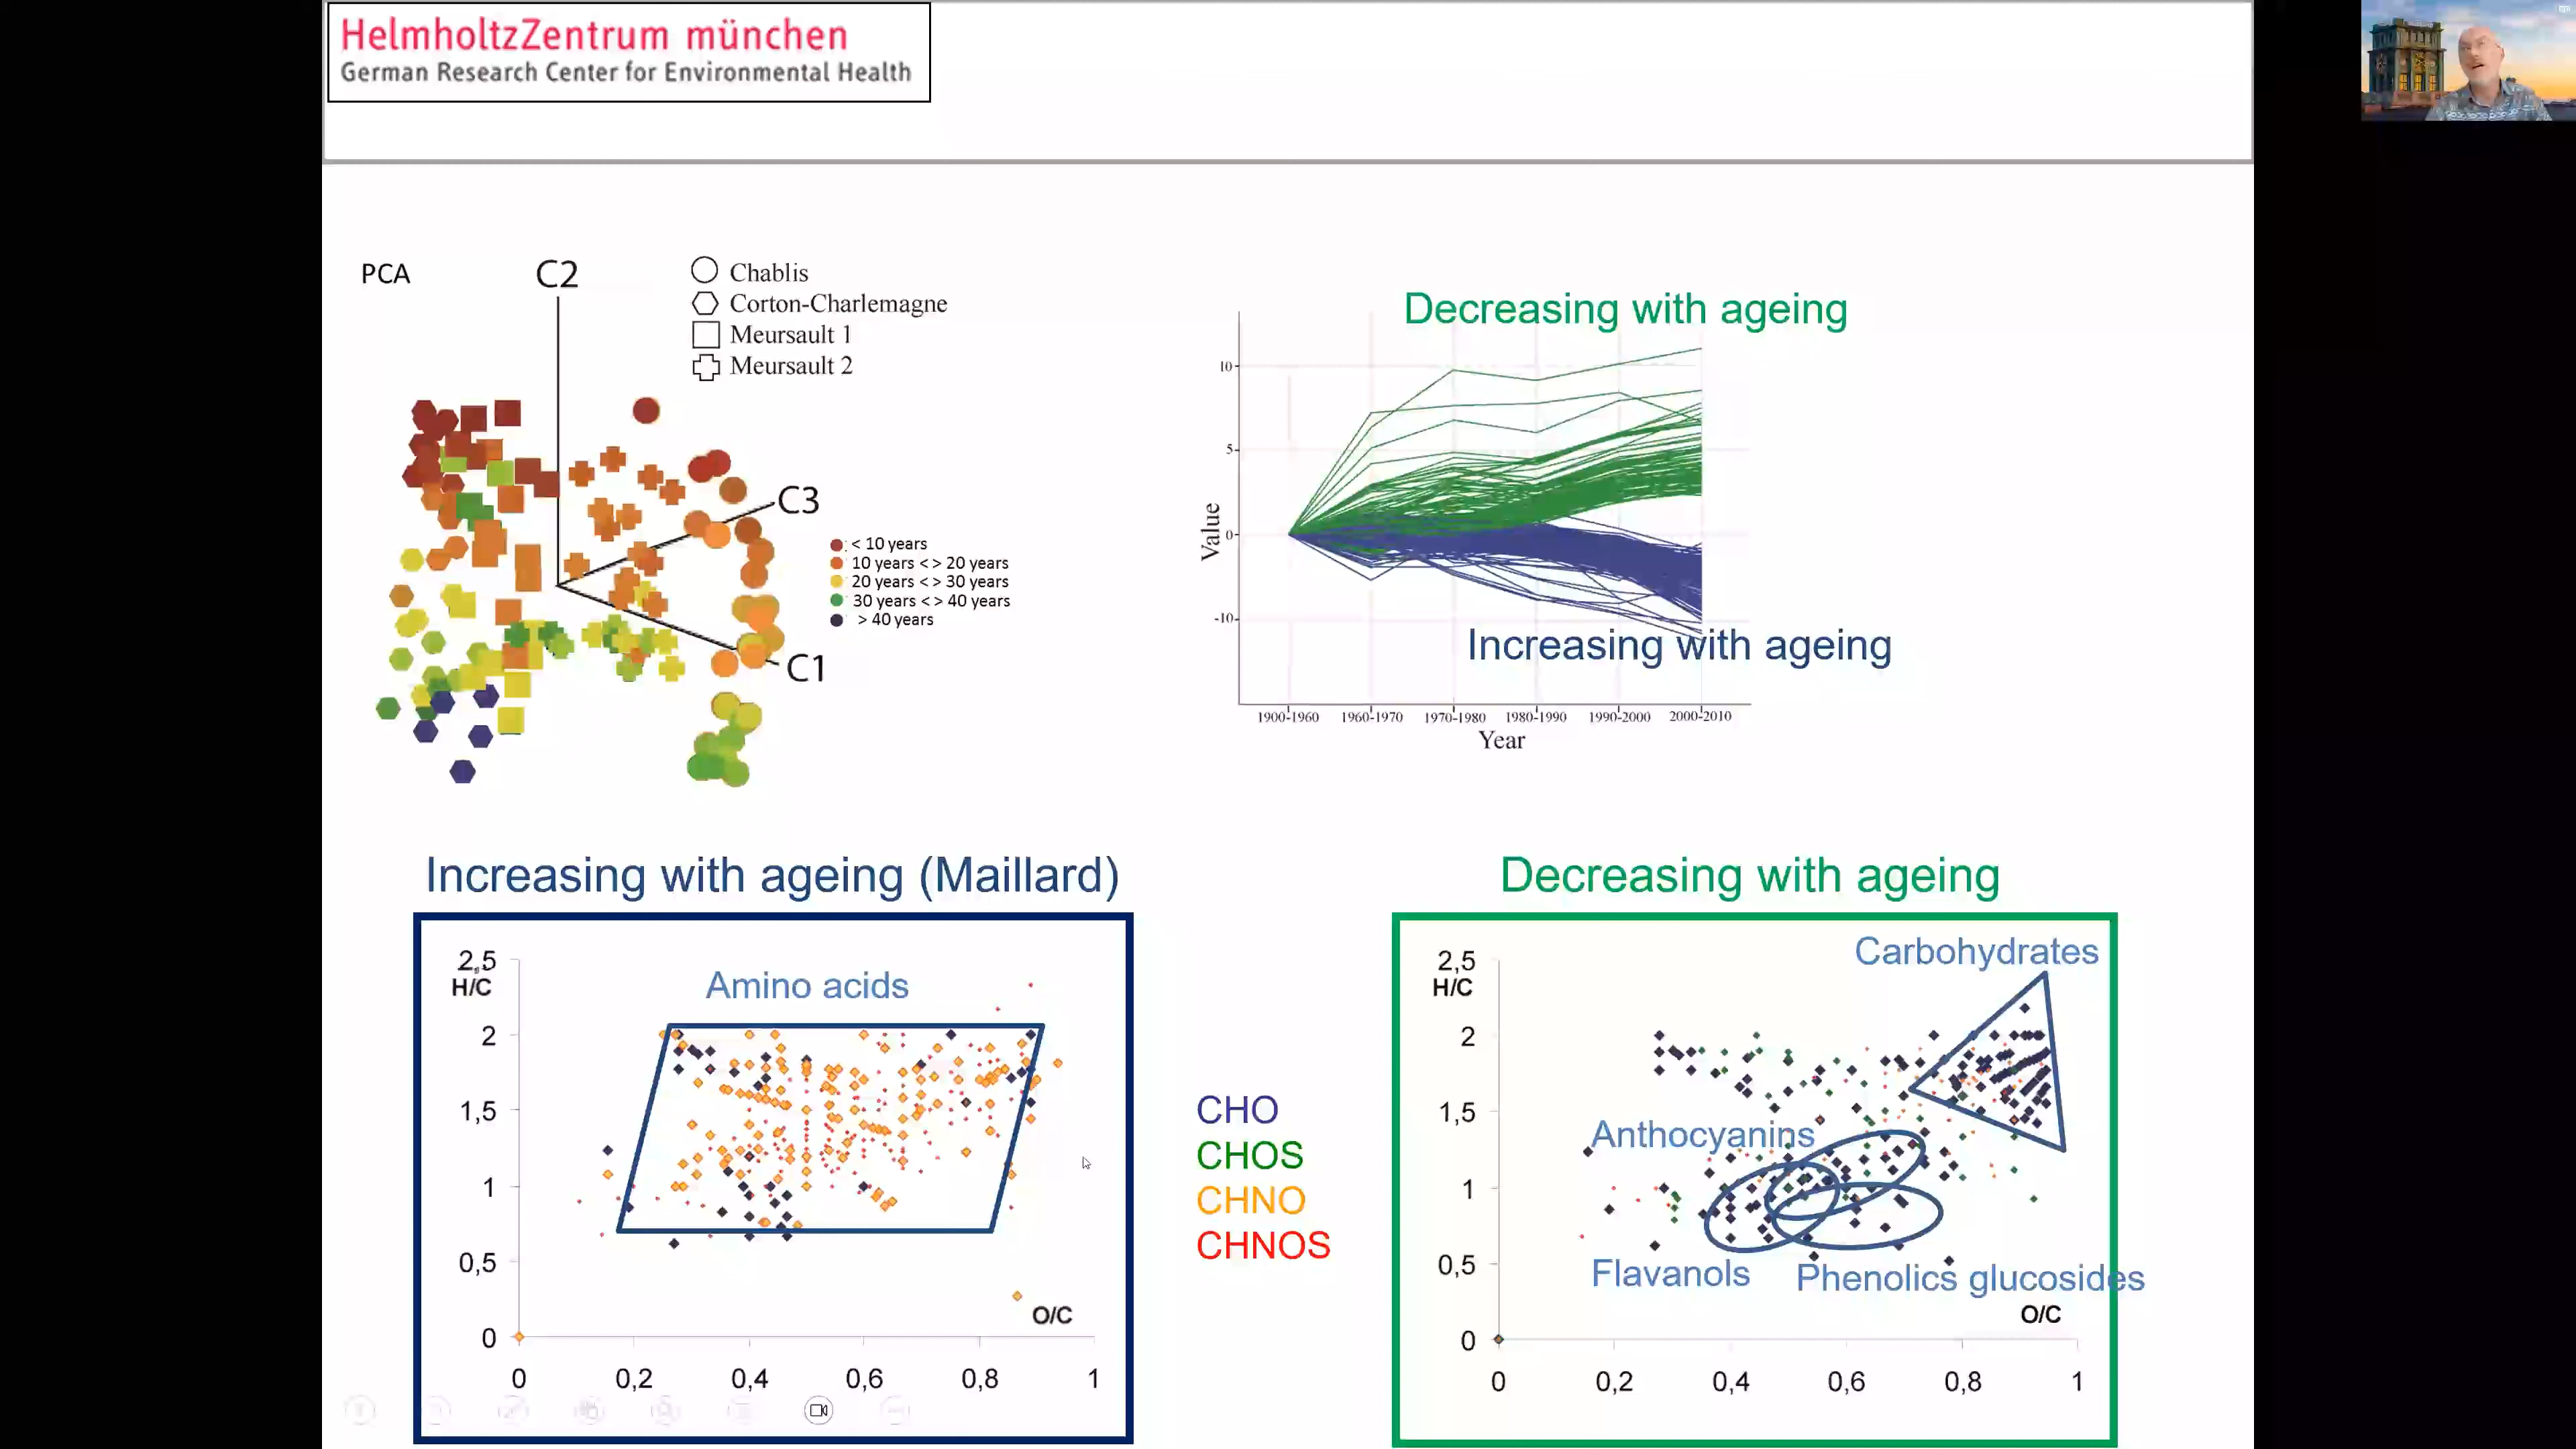 HelmholtzZentrum münchen
German Research Center for Environmental Health
PCA
C2
Chablis
Corton-Charlemagne
Meursault 1
Meursault 2
C3
C1
< 10 years
10 years <> 20 years
20 years <> 30 years
30 years <> 40 years
> 40 years
Decreasing with ageing
10
5
0
-10
Value
Increasing with ageing
1900-1960 1960-1970 1970-1980 1980-1990 1990-2000 2000-2010
Year
Increasing with ageing (Maillard)
2,5
H/C
Amino acids
2
1,5
1
0,5
0
O/C
0 0,2 0,4 0,6 0,8 1
CHO
CHOS
CHNO
CHNOS
Decreasing with ageing
Carbohydrates
2,5
H/C
2
1,5
Anthocyanins
1
0,5
Flavanols Phenolics glucosides
O/C
0
0 0,2 0,4 0,6 0,8 1